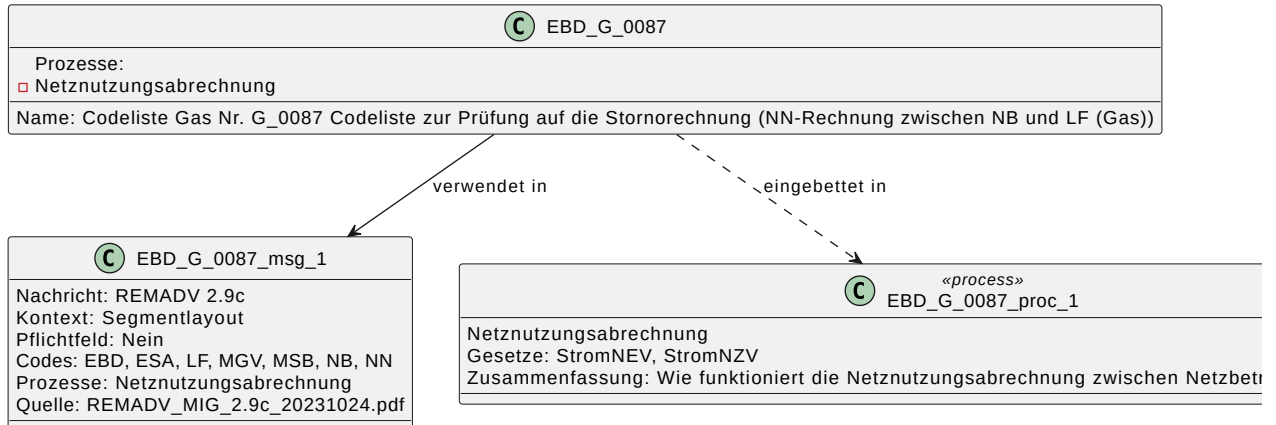 C EBD_G_0087
Prozesse:
Netznutzungsabrechnung
Name: Codeliste Gas Nr. G_0087 Codeliste zur Prüfung auf die Stornorechnung (NN-Rechnung zwischen NB und LF (Gas))
verwendet in
eingebettet in
C EBD_G_0087_msg_1
Nachricht: REMADV 2.9c
Kontext: Segmentlayout
Pflichtfeld: Nein
Codes: EBD, ESA, LF, MGV, MSB, NB, NN
Prozesse: Netznutzungsabrechnung
Quelle: REMADV_MIG_2.9c_20231024.pdf
C «process»
EBD_G_0087_proc_1
Netznutzungsabrechnung
Gesetze: StromNEV, StromNZV
Zusammenfassung: Wie funktioniert die Netznutzungsabrechnung zwischen